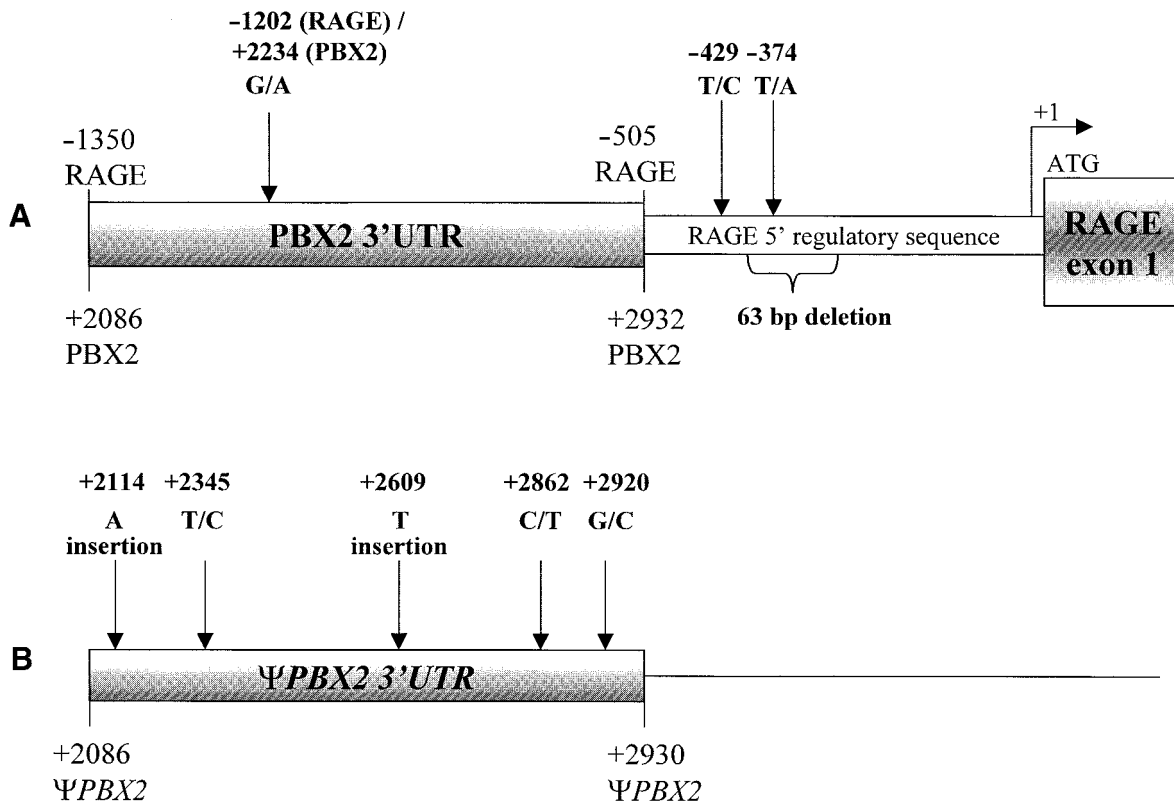 -1202 (RAGE) /
+2234 (PBX2)
G/A
-429 -374
T/C T/A
+1
-1350
RAGE
-505
RAGE
ATG
A
PBX2 3'UTR
RAGE 5' regulatory sequence
RAGE
exon 1
+2086
PBX2
+2932
PBX2
63 bp deletion
+2114 +2345 +2609 +2862 +2920
A T/C T C/T G/C
insertion insertion
B
ΨPBX2 3'UTR
+2086
ΨPBX2
+2930
ΨPBX2